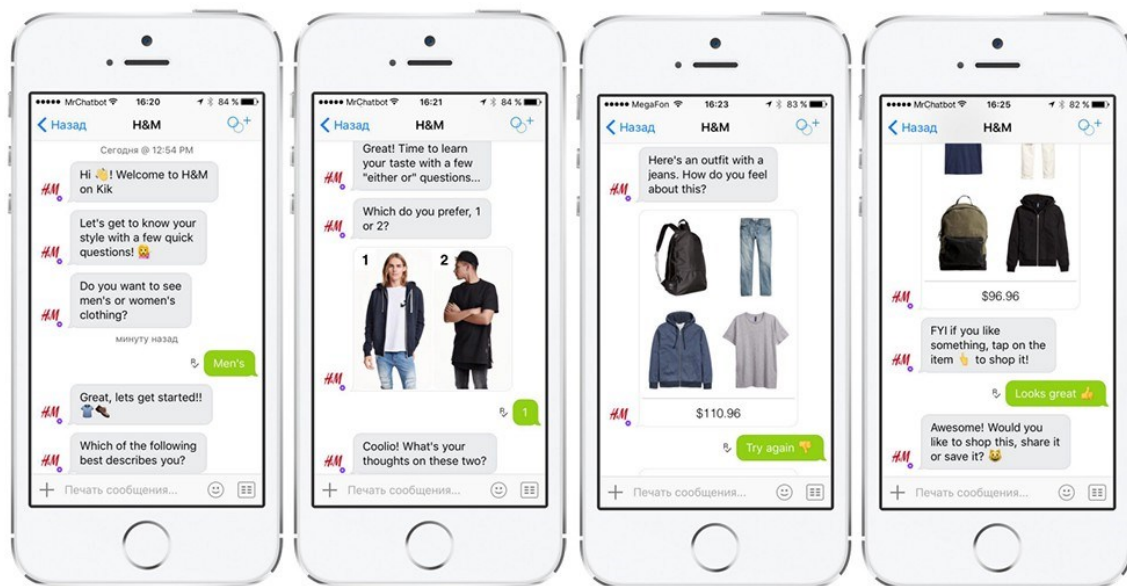 MrChatbot 16:20 84 %
Назад H&M
Сегодня @ 12:54 PM
Hi 👋! Welcome to H&M
on Kik
H&M
Let's get to know your
style with a few quick
questions! 💁
H&M
Do you want to see
men's or women's
clothing?
H&M
минуту назад
R Men's
Great, lets get started!!
👕👞
H&M
Which of the following
best describes you?
H&M
Печать сообщения...
MrChatbot 16:21 84 %
Назад H&M
Great! Time to learn
your taste with a few
"either or" questions...
H&M
Which do you prefer, 1
or 2?
H&M
1 2
H&M
R 1
Coolio! What's your
thoughts on these two?
H&M
Печать сообщения...
MegaFon 16:23 83 %
Назад H&M
Here's an outfit with a
jeans. How do you feel
about this?
H&M
$110.96
H&M
R Try again 👎
Печать сообщения...
MrChatbot 16:25 82 %
Назад H&M
$96.96
H&M
FYI if you like
something, tap on the
item 👆 to shop it!
H&M
R Looks great 👍
Awesome! Would you
like to shop this, share it
or save it? 😸
H&M
Печать сообщения...